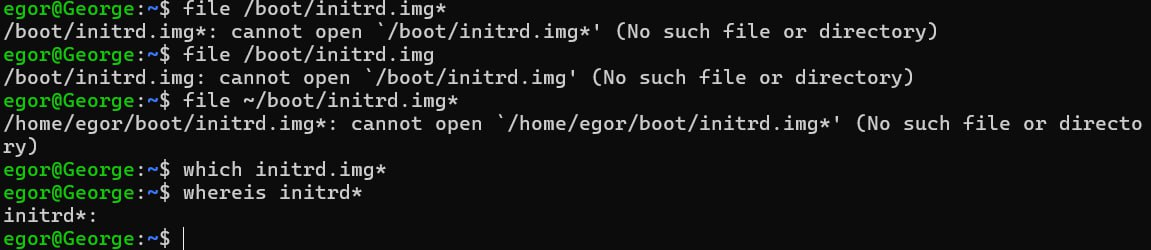 egor@George:~$ file /boot/initrd.img*
/boot/initrd.img*: cannot open `/boot/initrd.img*' (No such file or directory)
egor@George:~$ file /boot/initrd.img
/boot/initrd.img: cannot open `/boot/initrd.img' (No such file or directory)
egor@George:~$ file ~/boot/initrd.img*
/home/egor/boot/initrd.img*: cannot open `/home/egor/boot/initrd.img*' (No such file or directo
ry)
egor@George:~$ which initrd.img*
egor@George:~$ whereis initrd*
initrd*:
egor@George:~$